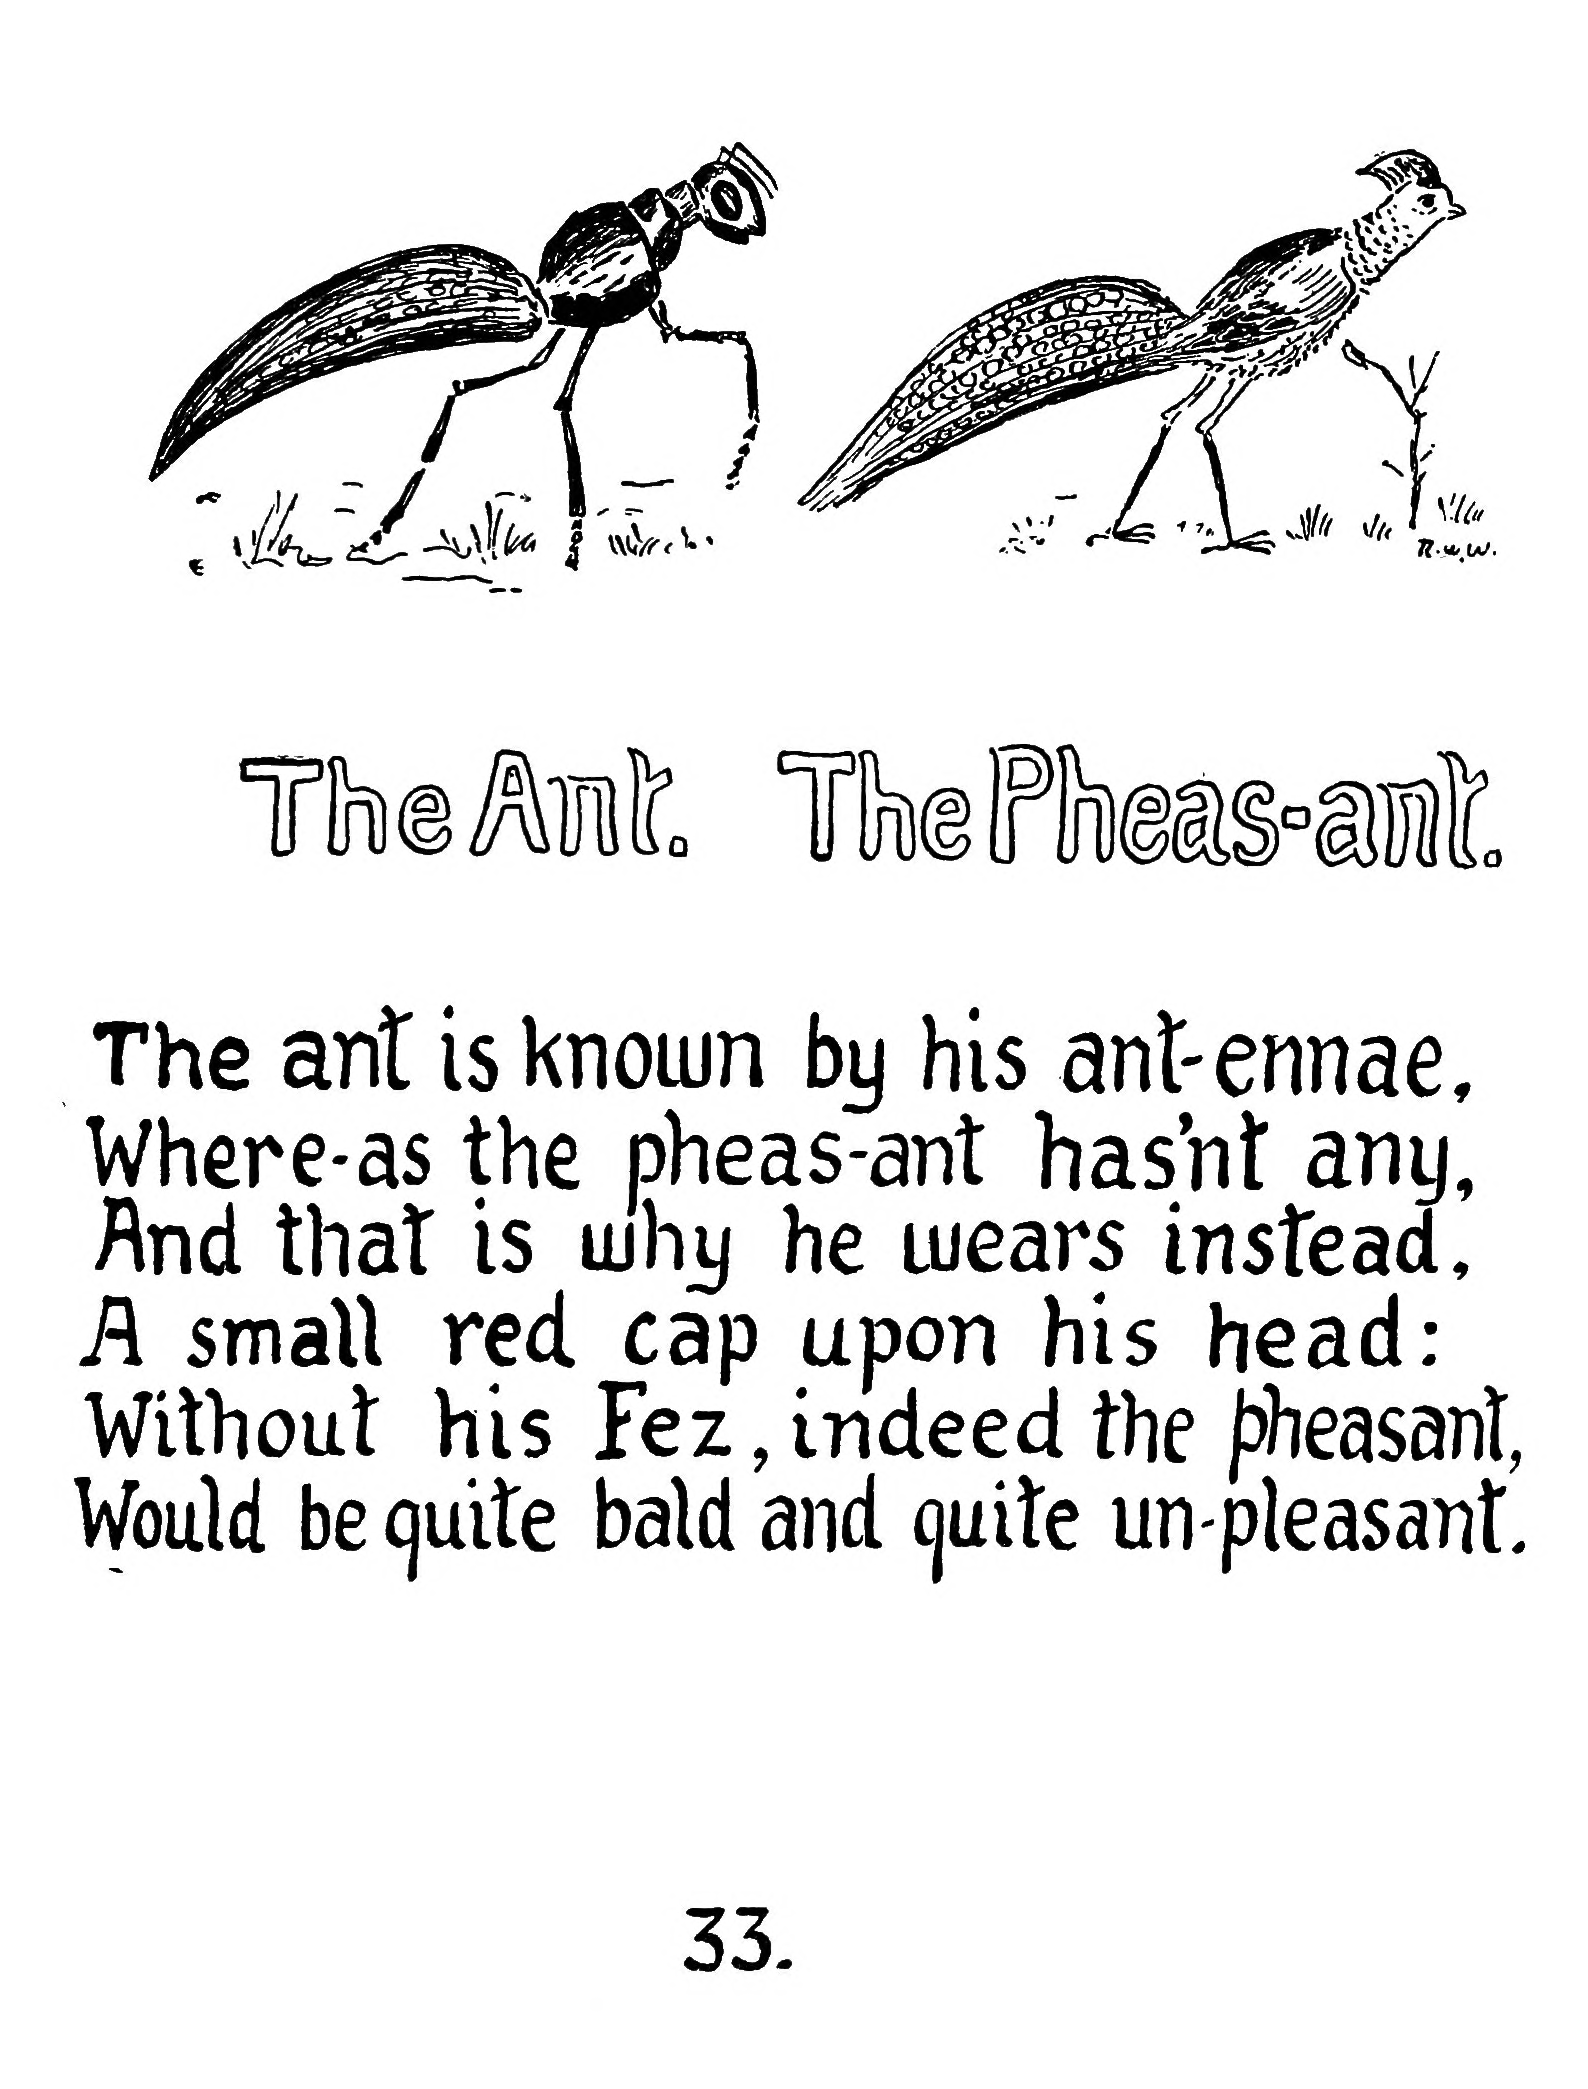 R.W.W.
The Ant. The Pheas-ant.
The ant is known by his ant-ennae,
Where-as the pheas-ant has'nt any,
And that is why he wears instead,
A small red cap upon his head:
Without his Fez, indeed the pheasant,
Would be quite bald and quite un-pleasant.
33.